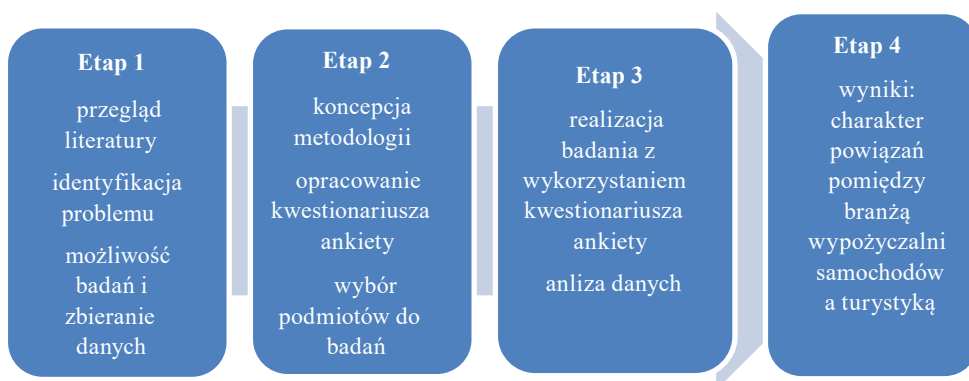 Etap 1
przegląd
literatury
identyfikacja
problemu
możliwość
badań i
zbieranie
danych
Etap 2
koncepcja
metodologii
opracowanie
kwestionariusza
ankiety
wybór
podmiotów do
badań
Etap 3
realizacja
badania z
wykorzystaniem
kwestionariusza
ankiety
anliza danych
Etap 4
wyniki:
charakter
powiązań
pomiędzy
branżą
wypożyczalni
samochodów
a turystyką